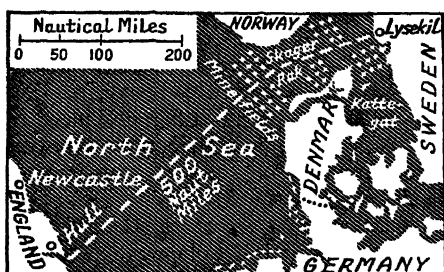 Nautical Miles
0 50 100 200
NORWAY
Lysekil
Skager
Rak
Minefields
Katte-
gat
SWEDEN
North Sea
DENMARK
Newcastle
500
Naut
Miles
ENGLAND
Hull
GERMANY